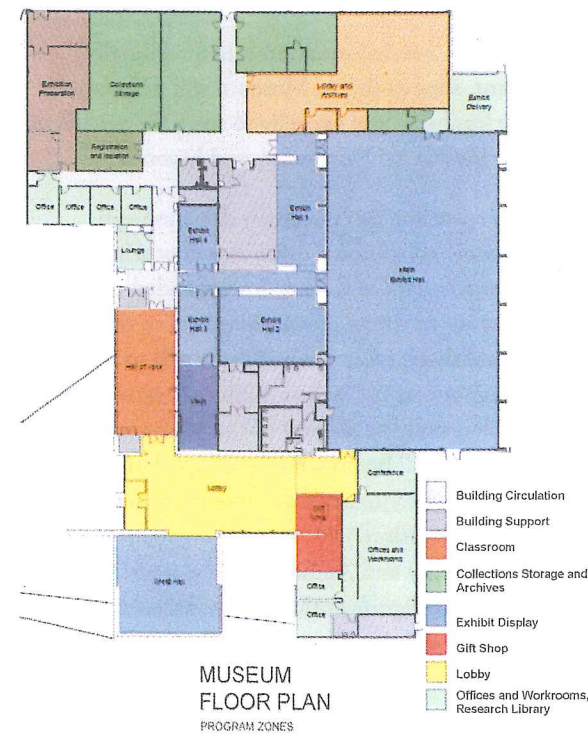 Exhibition
Preparation
Collections
Storage
Library and
Archives
Exhibit
Delivery
Registration
and Isolation
Office
Office
Office
Office
Lounge
Exhibit
Hall 4
Exhibit
Hall 1
Main
Exhibit Hall
Exhibit
Hall 3
Exhibit
Hall 2
Lobby
Conference
Offices and
Workrooms
Office
Office
Building Circulation
Building Support
Classroom
Collections Storage and
Archives
Exhibit Display
Gift Shop
Lobby
Offices and Workrooms,
Research Library
MUSEUM
FLOOR PLAN
PROGRAM ZONES